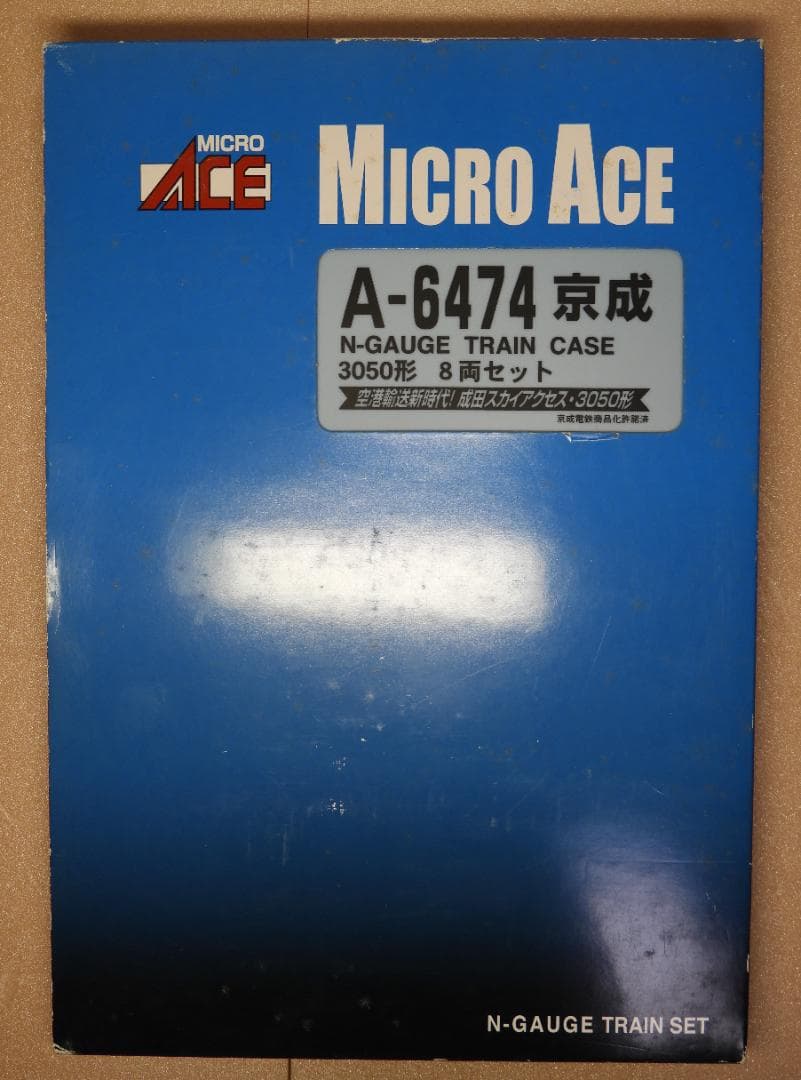 MICRO
ACE
MICRO ACE
A-6474 京成
N-GAUGE TRAIN CASE
3050形 8両セット
空港輸送新時代!成田スカイアクセス・3050形
京成電鉄商品化許諾済
N-GAUGE TRAIN SET